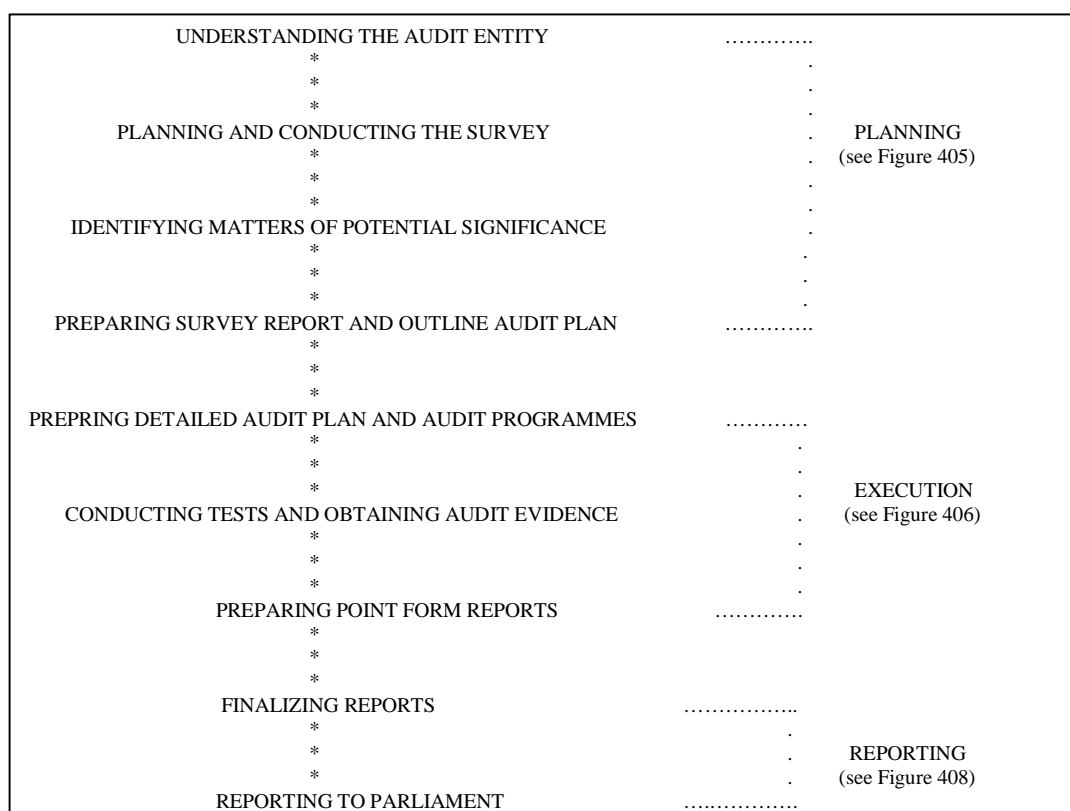 UNDERSTANDING THE AUDIT ENTITY ………….
* .
* .
* .
PLANNING AND CONDUCTING THE SURVEY . PLANNING
* . (see Figure 405)
* .
* .
IDENTIFYING MATTERS OF POTENTIAL SIGNIFICANCE .
* .
* .
* .
PREPARING SURVEY REPORT AND OUTLINE AUDIT PLAN ………….
*
*
*
PREPRING DETAILED AUDIT PLAN AND AUDIT PROGRAMMES …………
* .
* .
* . EXECUTION
CONDUCTING TESTS AND OBTAINING AUDIT EVIDENCE . (see Figure 406)
* .
* .
* .
PREPARING POINT FORM REPORTS ………….
*
*
*
FINALIZING REPORTS ……………..
* .
* . REPORTING
* . (see Figure 408)
REPORTING TO PARLIAMENT …..………….